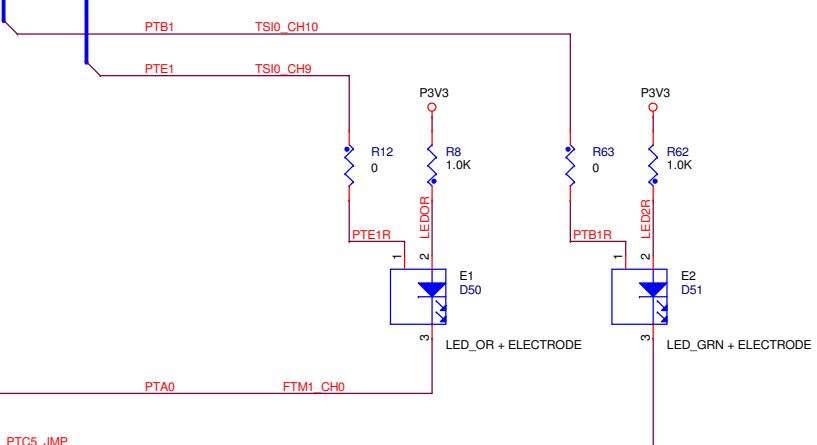 PTB1 TSI0_CH10
PTE1 TSI0_CH9
P3V3 P3V3
R12 R8 R63 R62
0 1.0K 0 1.0K
LEDOR LED2R
PTE1R PTB1R
1 2 1 2
E1 E2
D50 D51
3 LED_OR + ELECTRODE 3 LED_GRN + ELECTRODE
PTA0 FTM1_CH0
PTC5_JMP